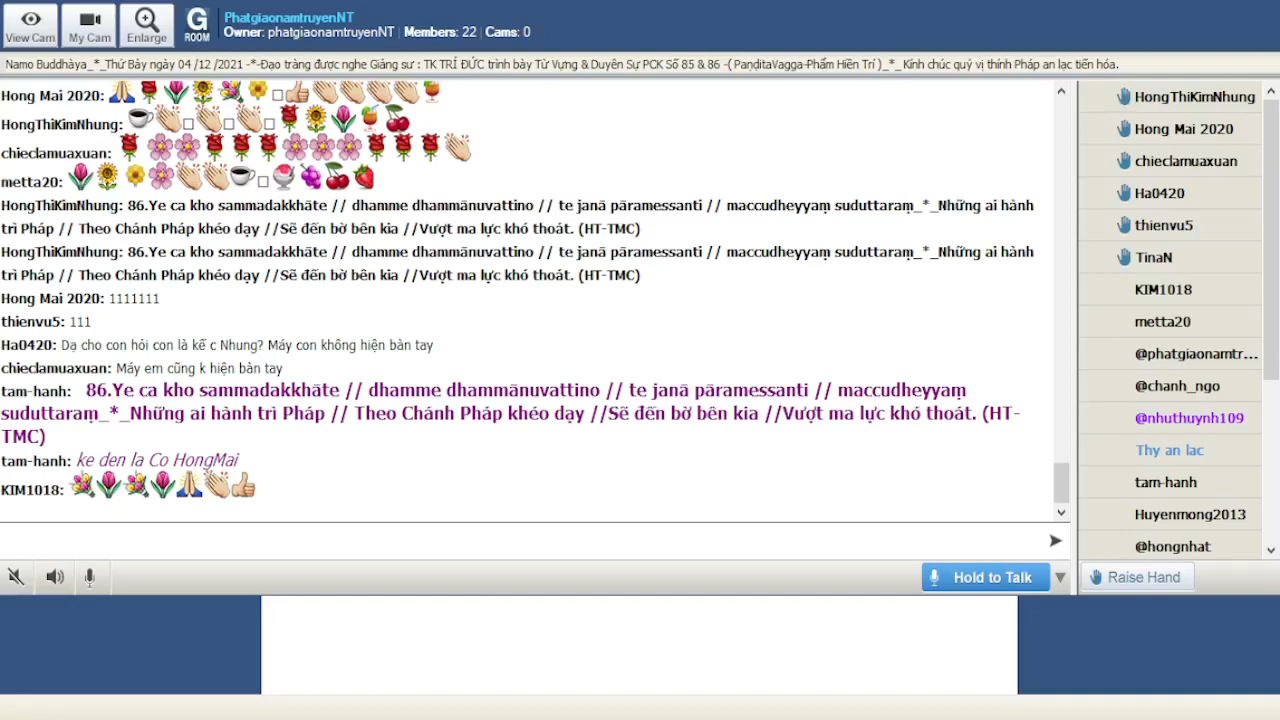 View Cam
My Cam
Enlarge
G
ROOM
PhatgiaonamtruyenNT
Owner: phatgiaonamtruyenNT | Members: 22 | Cams: 0
Namo Buddhàya_*_Thứ Bảy ngày 04 /12 /2021 -*-Đạo tràng được nghe Giảng sư : TK TRÍ ĐỨC trình bày Từ Vựng & Duyên Sự PCK Số 85 & 86 -( PaṇḍitaVagga-Phẩm Hiền Trí )_*_ Kính chúc quý vị thính Pháp an lạc tiến hóa.
Hong Mai 2020:
HongThiKimNhung:
chieclamuaxuan:
metta20:
HongThiKimNhung: 86.Ye ca kho sammadakkhāte // dhamme dhammānuvattino // te janā pāramessanti // maccudheyyaṃ suduttaraṃ_*_Những ai hành
trì Pháp // Theo Chánh Pháp khéo dạy //Sẽ đến bờ bên kia //Vượt ma lực khó thoát. (HT-TMC)
HongThiKimNhung: 86.Ye ca kho sammadakkhāte // dhamme dhammānuvattino // te janā pāramessanti // maccudheyyaṃ suduttaraṃ_*_Những ai hành
trì Pháp // Theo Chánh Pháp khéo dạy //Sẽ đến bờ bên kia //Vượt ma lực khó thoát. (HT-TMC)
Hong Mai 2020: 1111111
thienvu5: 111
Ha0420: Dạ cho con hỏi con là kế c Nhung? Máy con không hiện bàn tay
chieclamuaxuan: Máy em cũng k hiện bàn tay
tam-hanh: 86.Ye ca kho sammadakkhāte // dhamme dhammānuvattino // te janā pāramessanti // maccudheyyaṃ
suduttaraṃ_*_Những ai hành trì Pháp // Theo Chánh Pháp khéo dạy //Sẽ đến bờ bên kia //Vượt ma lực khó thoát. (HT-
TMC)
tam-hanh: ke den la Co HongMai
KIM1018:
Hold to Talk
HongThiKimNhung
Hong Mai 2020
chieclamuaxuan
Ha0420
thienvu5
TinaN
KIM1018
metta20
@phatgiaonamtr...
@chanh_ngo
@nhuthuynh109
Thy an lac
tam-hanh
Huyenmong2013
@hongnhat
Raise Hand